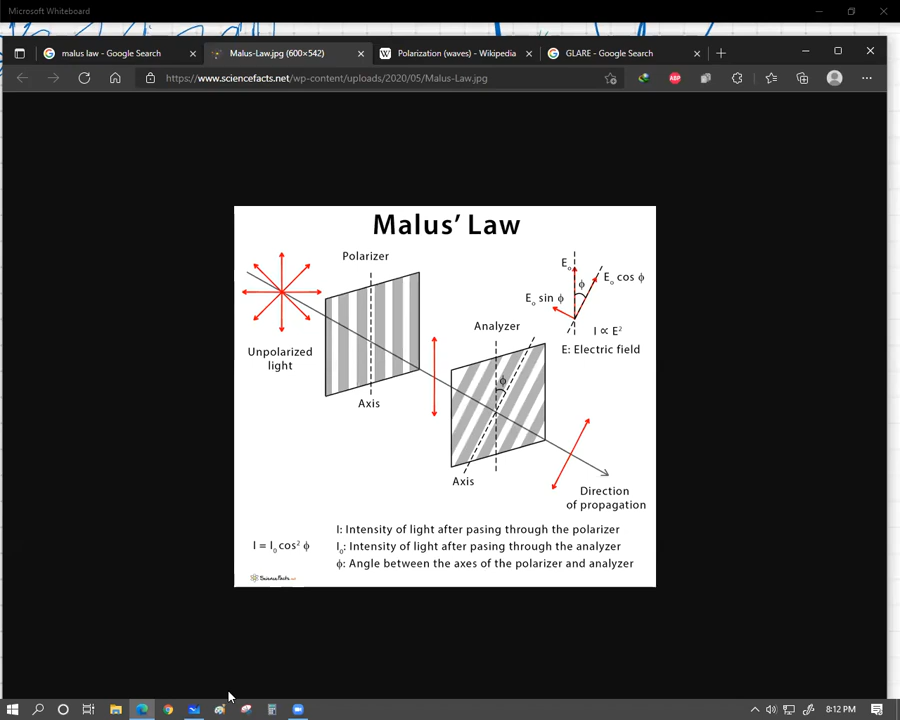 Microsoft Whiteboard
malus law - Google Search
Malus-Law.jpg (600×542)
Polarization (waves) - Wikipedia
GLARE - Google Search
https://www.sciencefacts.net/wp-content/uploads/2020/05/Malus-Law.jpg
ABP
Malus' Law
Polarizer
Unpolarized
light
Axis
E₀
ϕ
E₀ cos ϕ
E₀ sin ϕ
I ∝ E²
E: Electric field
Analyzer
ϕ
Axis
Direction
of propagation
I = I₀ cos² ϕ
I: Intensity of light after pasing through the polarizer
I₀: Intensity of light after pasing through the analyzer
ϕ: Angle between the axes of the polarizer and analyzer
ScienceFacts.net
8:12 PM